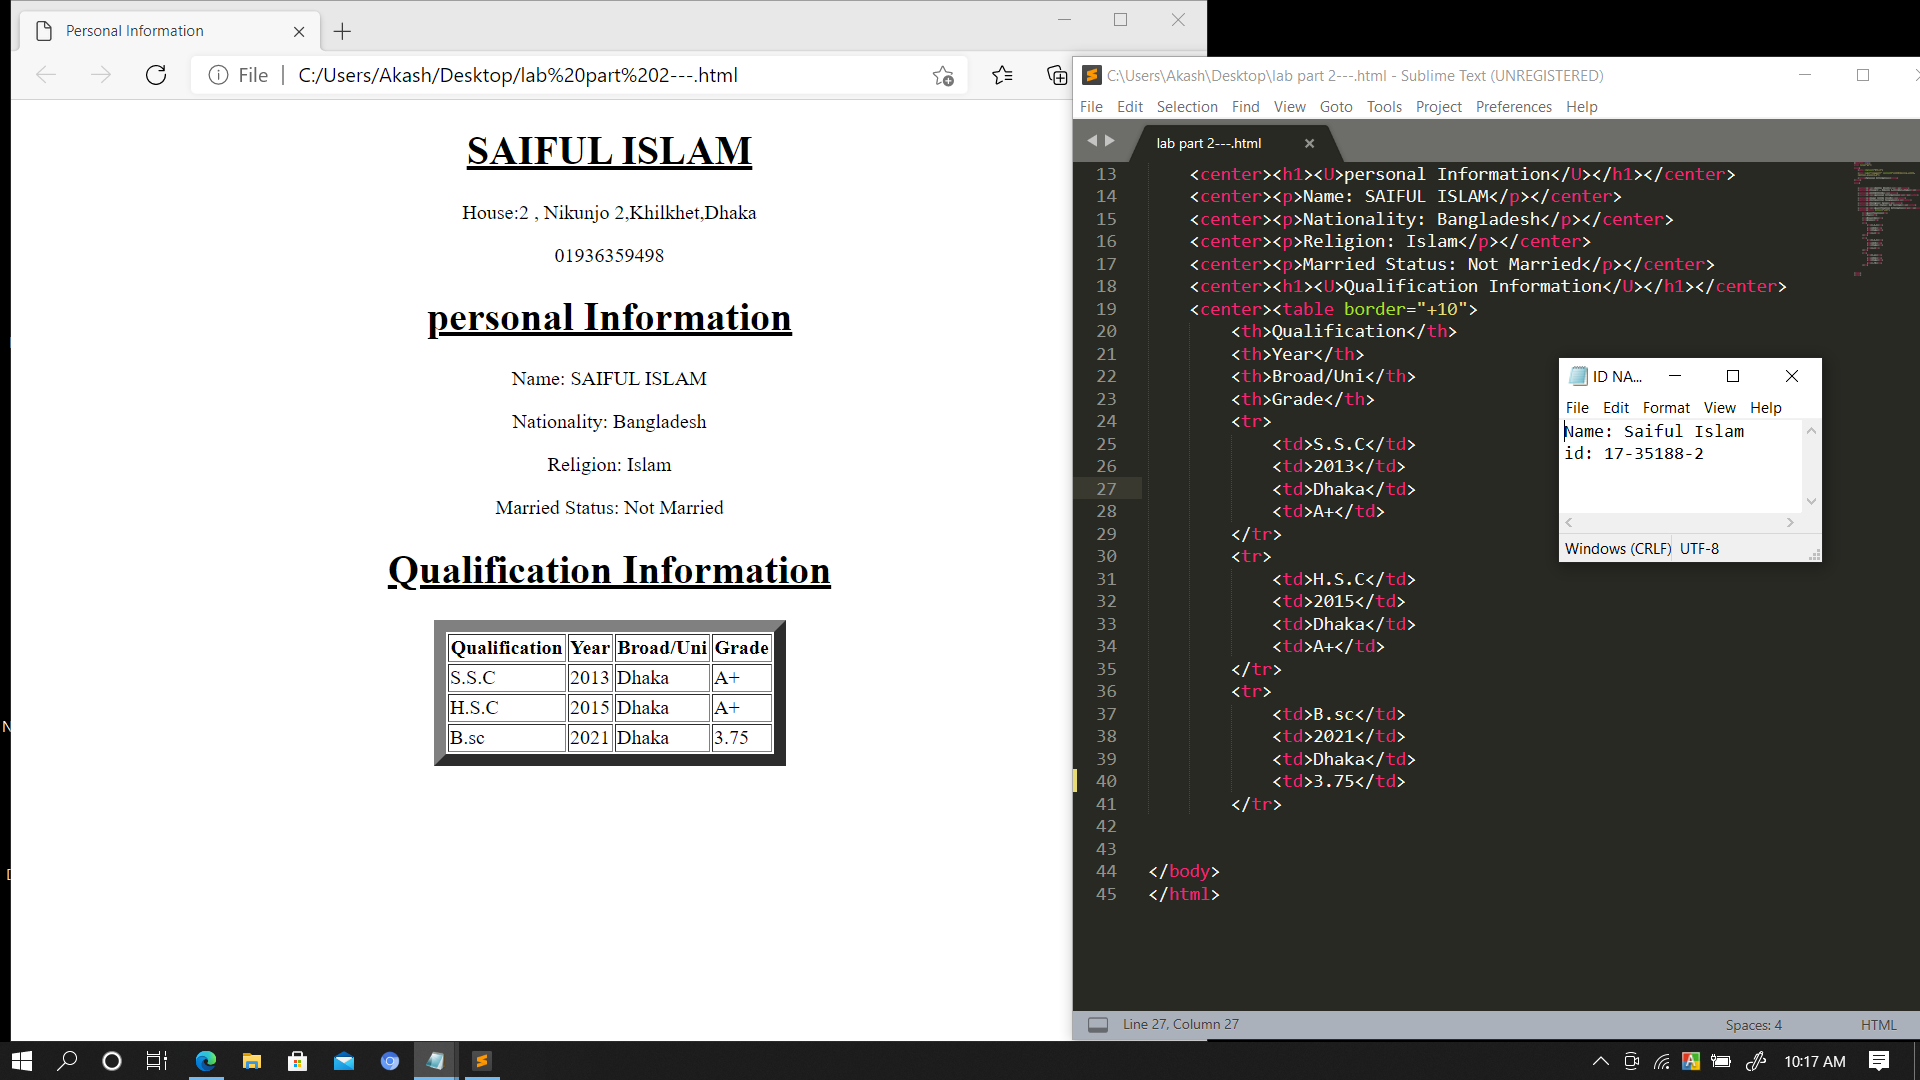 Personal Information
File
C:/Users/Akash/Desktop/lab%20part%202---.html
SAIFUL ISLAM
House:2 , Nikunjo 2,Khilkhet,Dhaka
01936359498
personal Information
Name: SAIFUL ISLAM
Nationality: Bangladesh
Religion: Islam
Married Status: Not Married
Qualification Information
Qualification Year Broad/Uni Grade
S.S.C 2013 Dhaka A+
H.S.C 2015 Dhaka A+
B.sc 2021 Dhaka 3.75
C:\Users\Akash\Desktop\lab part 2---.html - Sublime Text (UNREGISTERED)
File Edit Selection Find View Goto Tools Project Preferences Help
lab part 2---.html
13 <center><h1><U>personal Information</U></h1></center>
14 <center><p>Name: SAIFUL ISLAM</p></center>
15 <center><p>Nationality: Bangladesh</p></center>
16 <center><p>Religion: Islam</p></center>
17 <center><p>Married Status: Not Married</p></center>
18 <center><h1><U>Qualification Information</U></h1></center>
19 <center><table border="+10">
20 <th>Qualification</th>
21 <th>Year</th>
22 <th>Broad/Uni</th>
23 <th>Grade</th>
24 <tr>
25 <td>S.S.C</td>
26 <td>2013</td>
27 <td>Dhaka</td>
28 <td>A+</td>
29 </tr>
30 <tr>
31 <td>H.S.C</td>
32 <td>2015</td>
33 <td>Dhaka</td>
34 <td>A+</td>
35 </tr>
36 <tr>
37 <td>B.sc</td>
38 <td>2021</td>
39 <td>Dhaka</td>
40 <td>3.75</td>
41 </tr>
42
43
44 </body>
45 </html>
Line 27, Column 27
Spaces: 4
HTML
ID NA...
File Edit Format View Help
Name: Saiful Islam
id: 17-35188-2
Windows (CRLF) UTF-8
10:17 AM